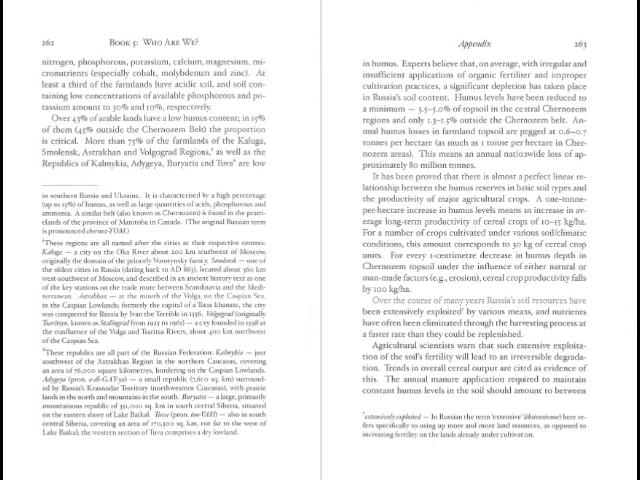 262 BOOK 5: WHO ARE WE?
nitrogen, phosphorous, potassium, calcium, magnesium, mi-
cronutrients (especially cobalt, molybdenum and zinc). At
least a third of the farmlands have acidic soil, and soil con-
taining low concentrations of available phosphorous and po-
tassium amount to 30% and 10%, respectively.
Over 43% of arable lands have a low humus content; in 15%
of them (45% outside the Chernozem Belt) the proportion
is critical. More than 75% of the farmlands of the Kaluga,
Smolensk, Astrakhan and Volgograd Regions,⁵ as well as the
Republics of Kalmykia, Adygeya, Buryatia and Tuva⁶ are low
in southern Russia and Ukraine. It is characterised by a high percentage
(up to 15%) of humus, as well as large quantities of acids, phosphorous and
ammonia. A similar belt (also known as Chernozem) is found in the prairi-
elands of the province of Manitoba in Canada. (The original Russian term
is pronounced chernoz-YOM.)
⁵These regions are all named after the cities at their respective centres:
Kaluga — a city on the Oka River about 200 km southwest of Moscow,
originally the domain of the princely Vorotynsky family. Smolensk — one of
the oldest cities in Russia (dating back to AD 863), located about 360 km
west-southwest of Moscow, and described in an ancient history text as one
of the key stations on the trade route between Scandinavia and the Medi-
terranean. Astrakhan — at the mouth of the Volga, on the Caspian Sea,
in the Caspian Lowlands; formerly the capital of a Tatar khanate, the city
was conquered for Russia by Ivan the Terrible in 1556. Volgograd (originally
Tsaritsyn, known as Stalingrad from 1925 to 1961) — a city founded in 1598 at
the confluence of the Volga and Tsaritsa Rivers, about 400 km northwest
of the Caspian Sea.
⁶These republics are all part of the Russian Federation: Kalmykia — just
southwest of the Astrakhan Region in the northern Caucasus, covering
an area of 76,000 square kilometres, bordering on the Caspian Lowlands.
Adygeya (pron. a-di-GAY-ya) — a small republic (7,600 sq. km) surround-
ed by Russia's Krasnodar Territory (northwestern Caucasus), with prairie
lands in the north and mountains in the south. Buryatia — a large, primarily
mountainous republic of 351,000 sq. km in south central Siberia, situated
on the eastern shore of Lake Baikal. Tuva (pron. too-VAH) — also in south
central Siberia, covering an area of 170,500 sq. km, not far to the west of
Lake Baikal; the western section of Tuva comprises a dry lowland.
Appendix 263
in humus. Experts believe that, on average, with irregular and
insufficient applications of organic fertiliser and improper
cultivation practices, a significant depletion has taken place
in Russia's soil content. Humus levels have been reduced to
a minimum — 3.5–5.0% of topsoil in the central Chernozem
regions and only 1.3–1.5% outside the Chernozem belt. An-
nual humus losses in farmland topsoil are pegged at 0.6–0.7
tonnes per hectare (as much as 1 tonne per hectare in Cher-
nozem areas). This means an annual nationwide loss of ap-
proximately 80 million tonnes.
It has been proved that there is almost a perfect linear re-
lationship between the humus reserves in basic soil types and
the productivity of major agricultural crops. A one-tonne-
per-hectare increase in humus levels means an increase in av-
erage long-term productivity of cereal crops of 10–15 kg/ha.
For a number of crops cultivated under various soil/climatic
conditions, this amount corresponds to 30 kg of cereal crop
units. For every 1-centimetre decrease in humus depth in
Chernozem topsoil under the influence of either natural or
man-made factors (e.g., erosion), cereal crop productivity falls
by 100 kg/ha.
Over the course of many years Russia's soil resources have
been extensively exploited⁷ by various means, and nutrients
have often been eliminated through the harvesting process at
a faster rate than they could be replenished.
Agricultural scientists warn that such extensive exploita-
tion of the soil's fertility will lead to an irreversible degrada-
tion. Trends in overall cereal output are cited as evidence of
this. The annual manure application required to maintain
constant humus levels in the soil should amount to between
⁷extensively exploited — In Russian the term 'extensive' (ekstensivno) here re-
fers specifically to using up more and more land resources, as opposed to
increasing fertility on the lands already under cultivation.